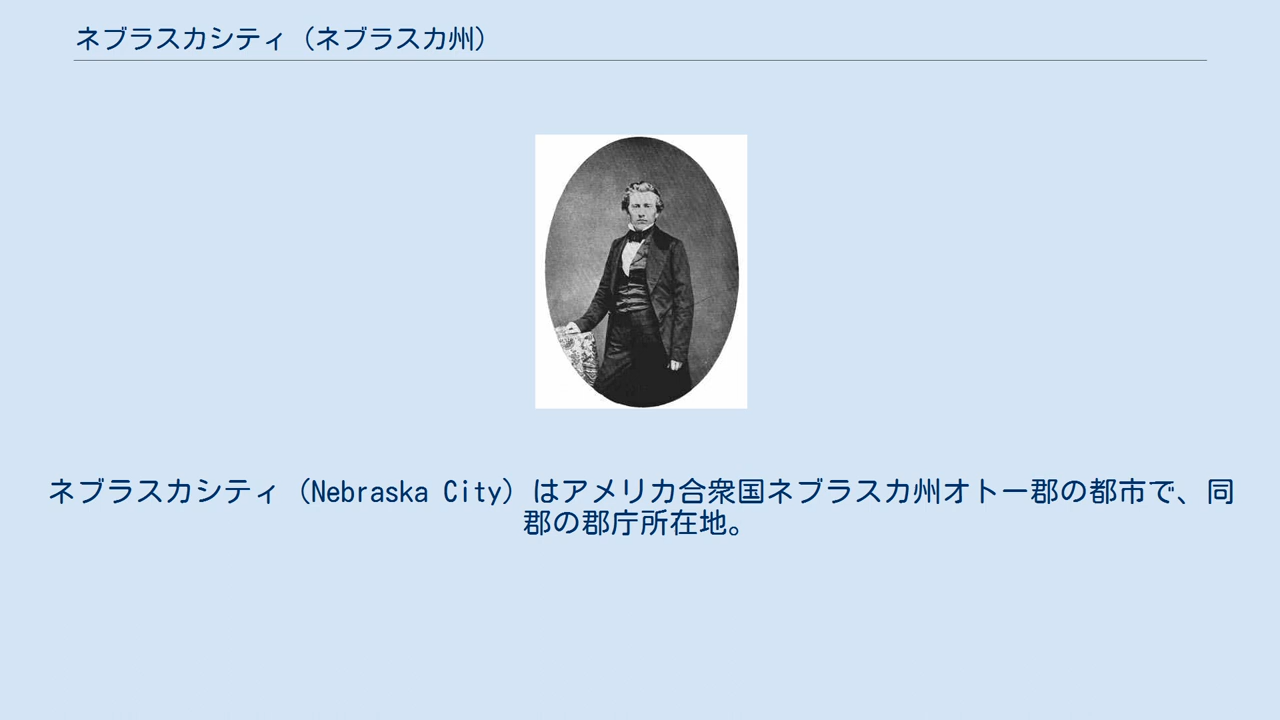 ネブラスカシティ（ネブラスカ州）
ネブラスカシティ（Nebraska City）はアメリカ合衆国ネブラスカ州オトー郡の都市で、同
郡の郡庁所在地。